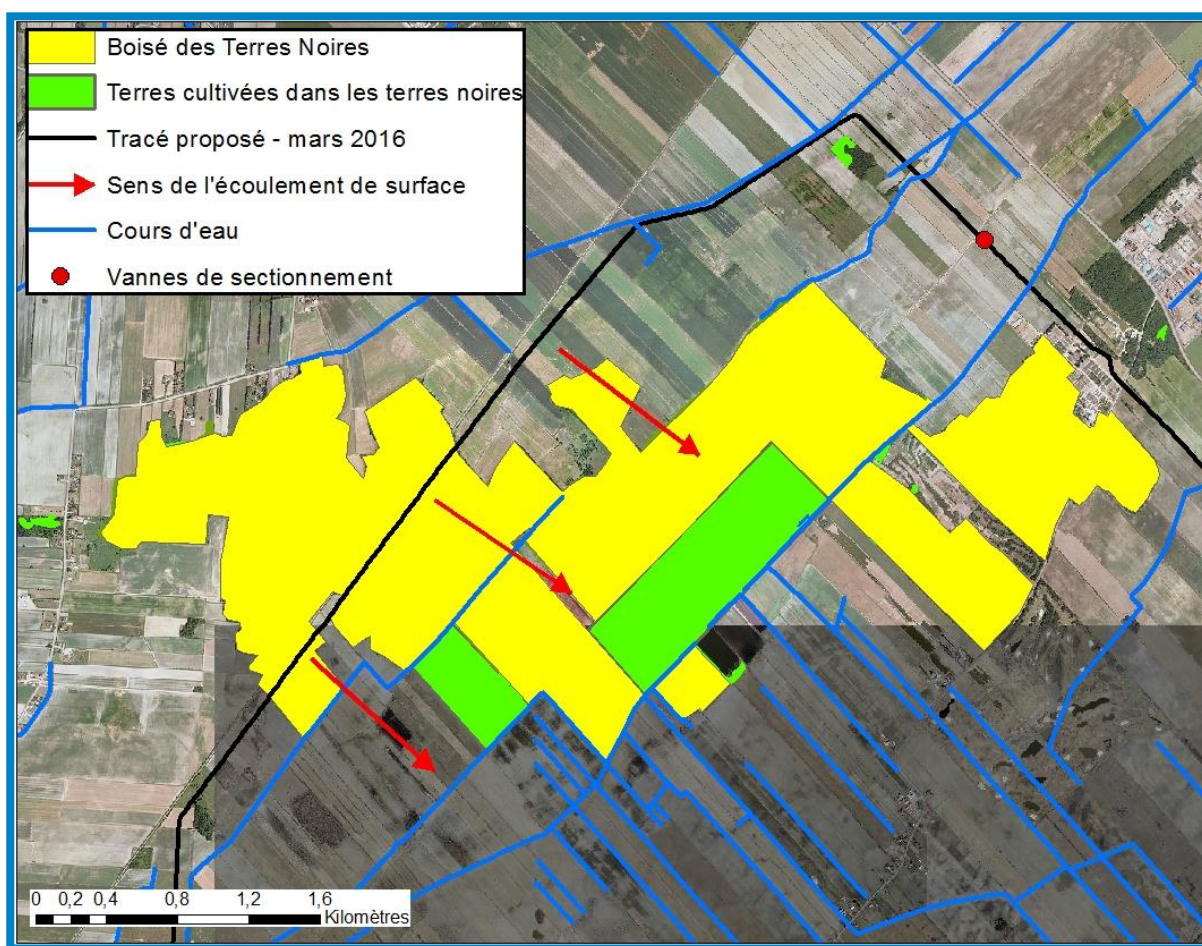 Boisé des Terres Noires
Terres cultivées dans les terres noires
Tracé proposé - mars 2016
Sens de l'écoulement de surface
Cours d'eau
Vannes de sectionnement
0 0,2 0,4 0,8 1,2 1,6
Kilomètres